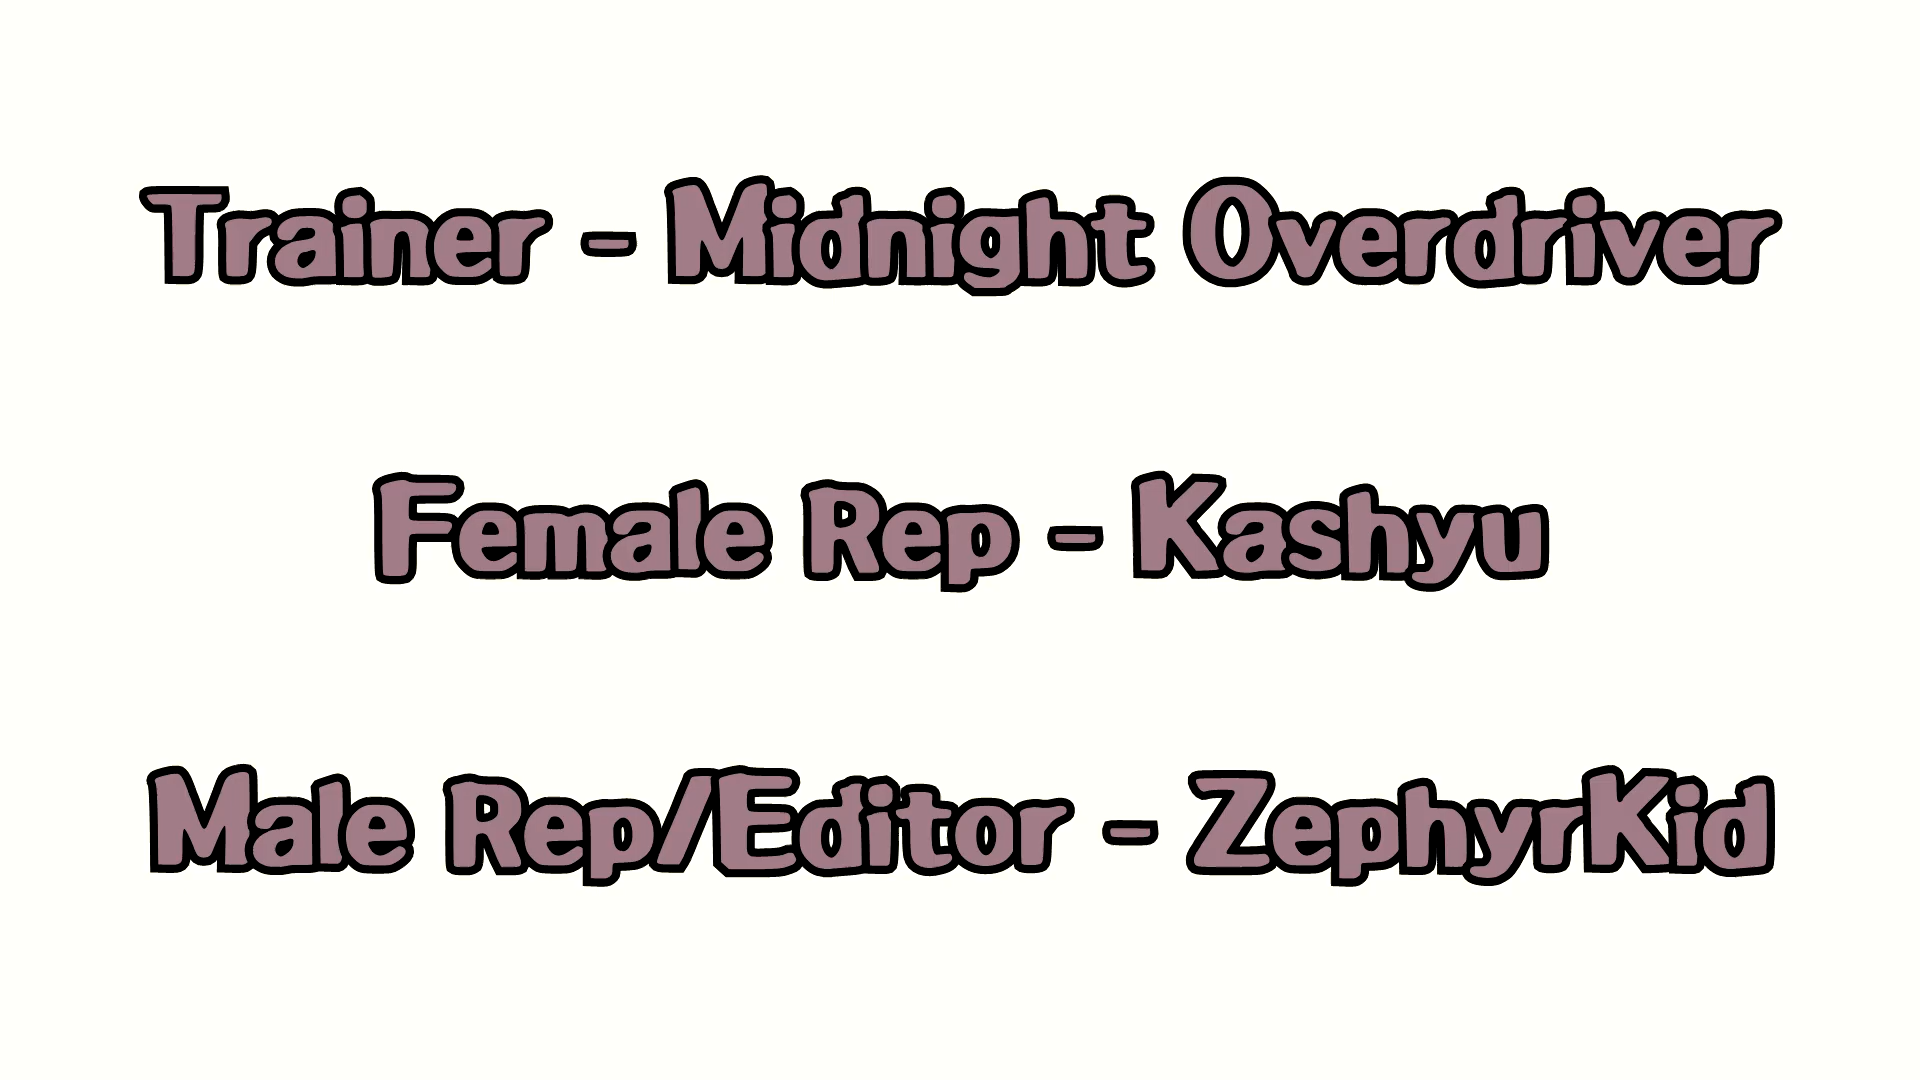 Trainer - Midnight Overdriver
Female Rep - Kashyu
Male Rep/Editor - ZephyrKid